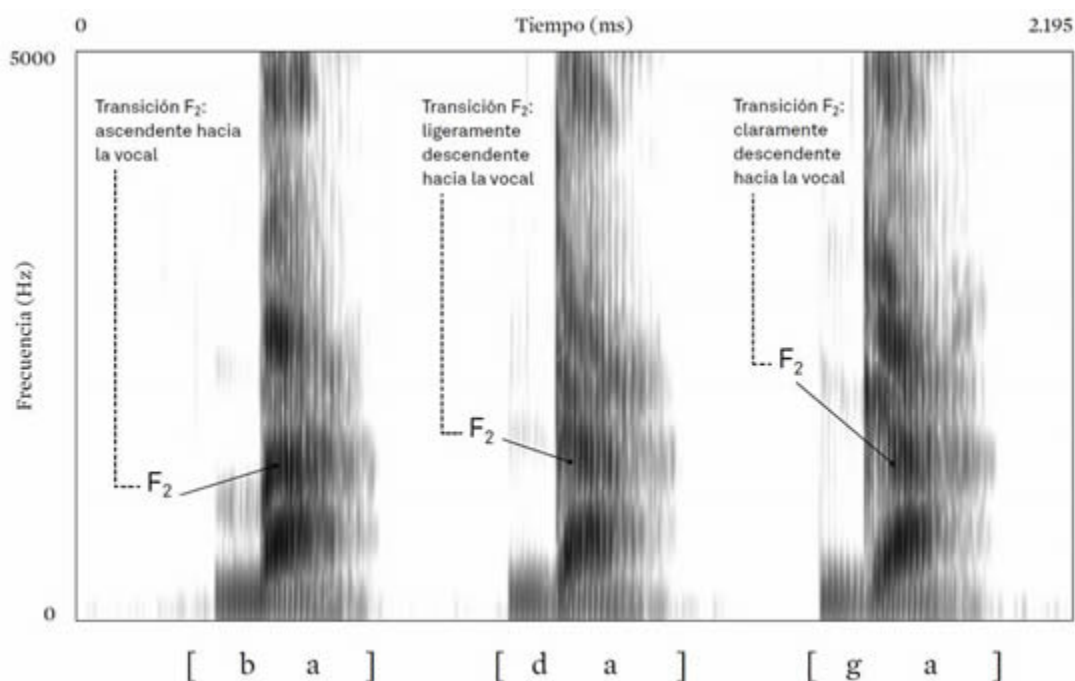 0 Tiempo (ms) 2.195
5000
Transición F₂:
ascendente hacia
la vocal
Transición F₂:
ligeramente
descendente
hacia la vocal
Transición F₂:
claramente
descendente
hacia la vocal
Frecuencia (Hz)
F₂
F₂
F₂
0
[ b a ] [ d a ] [ g a ]